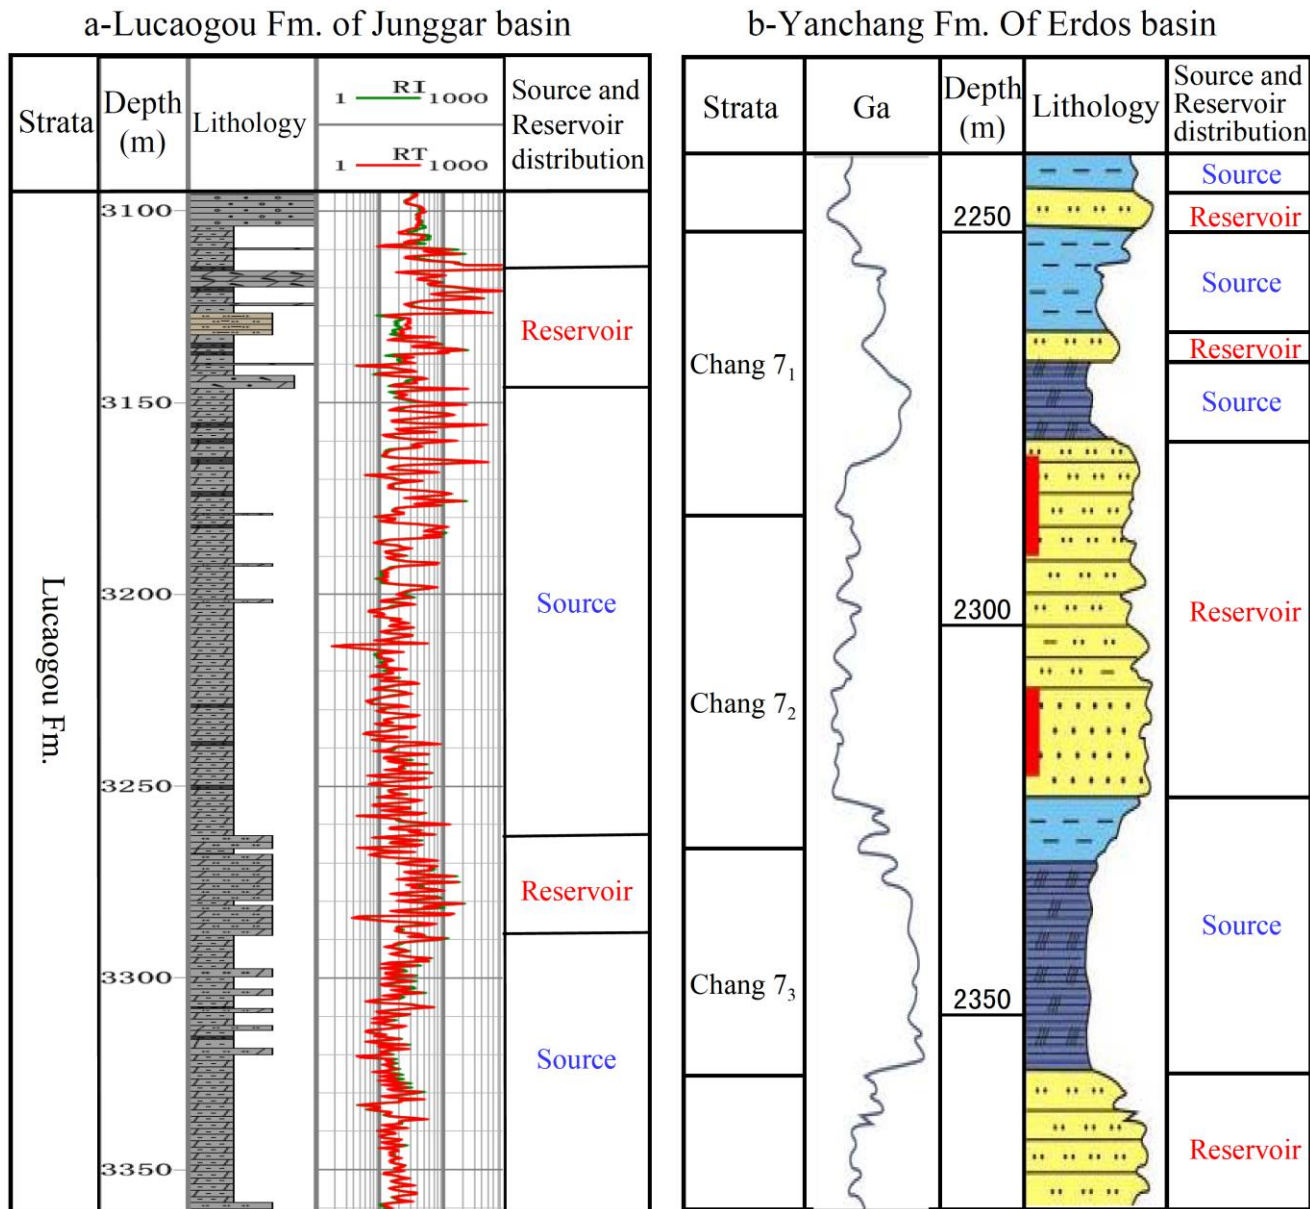 a-Lucaogou Fm. of Junggar basin
Strata
Depth
(m)
Lithology
RI
1 1000
RT
1 1000
Source and
Reservoir
distribution
Lucaogou Fm.
3100
3150
3200
3250
3300
3350
Reservoir
Source
Reservoir
Source
b-Yanchang Fm. Of Erdos basin
Strata
Ga
Depth
(m)
Lithology
Source and
Reservoir
distribution
Chang 7₁
Chang 7₂
Chang 7₃
2250
2300
2350
Source
Reservoir
Source
Reservoir
Source
Reservoir
Source
Reservoir